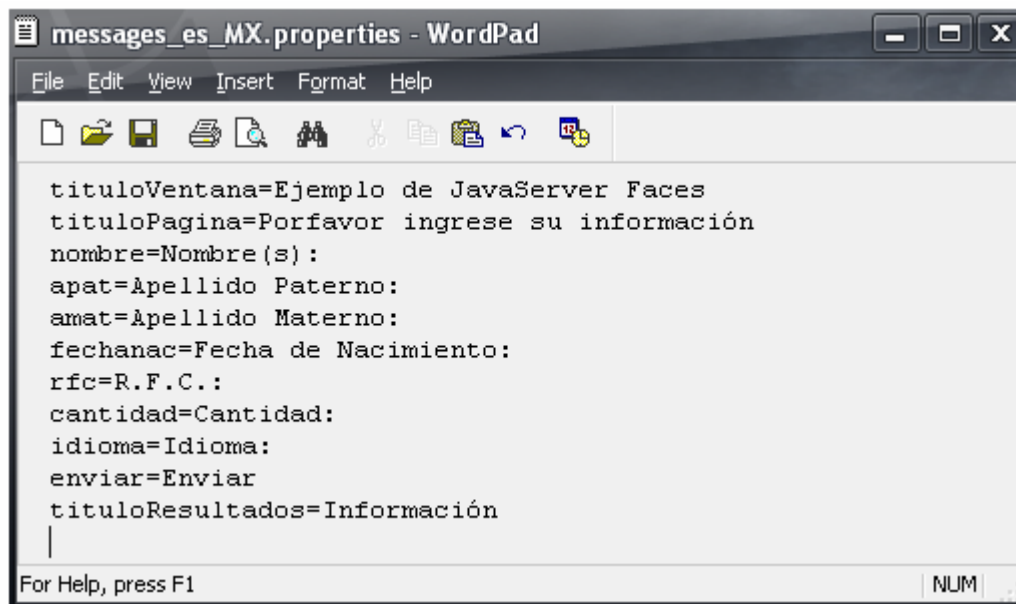 messages_es_MX.properties - WordPad
File Edit View Insert Format Help
tituloVentana=Ejemplo de JavaServer Faces
tituloPagina=Porfavor ingrese su información
nombre=Nombre(s):
apat=Apellido Paterno:
amat=Apellido Materno:
fechanac=Fecha de Nacimiento:
rfc=R.F.C.:
cantidad=Cantidad:
idioma=Idioma:
enviar=Enviar
tituloResultados=Información
For Help, press F1 NUM